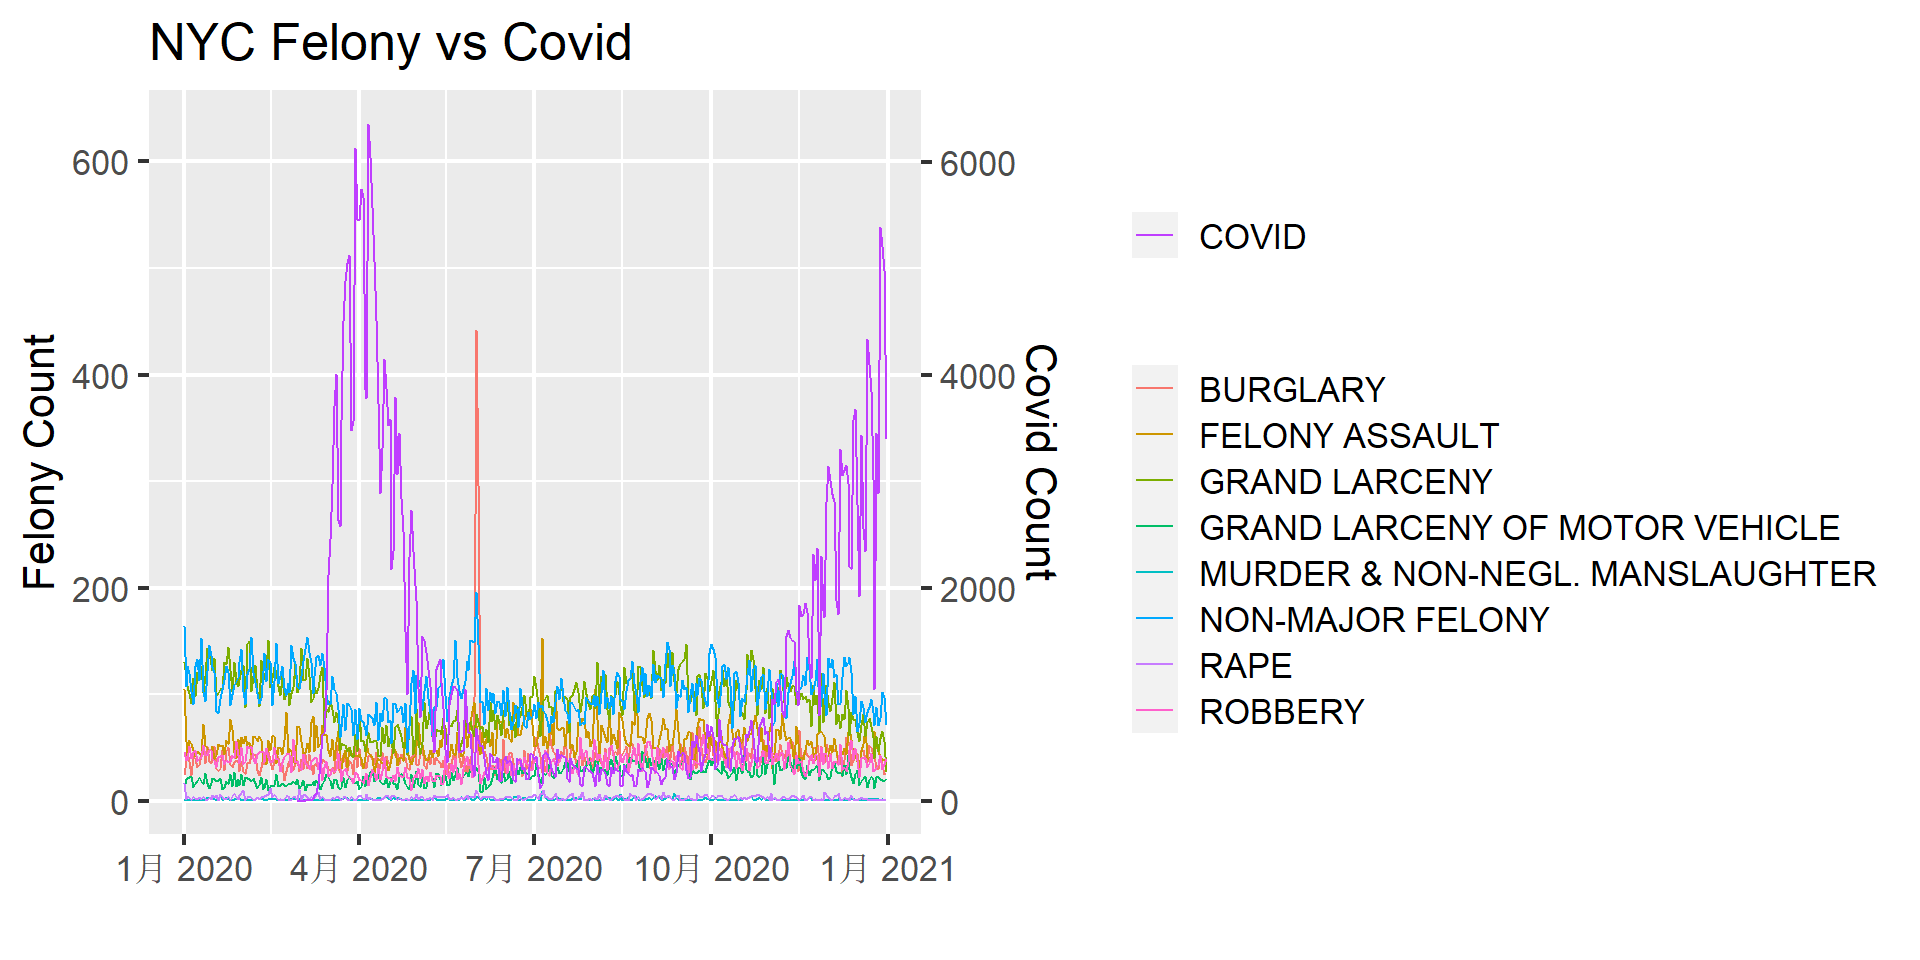 NYC Felony vs Covid
Felony Count
600
400
200
0
6000
4000
2000
0
Covid Count
1月 2020
4月 2020
7月 2020
10月 2020
1月 2021
COVID
BURGLARY
FELONY ASSAULT
GRAND LARCENY
GRAND LARCENY OF MOTOR VEHICLE
MURDER & NON-NEGL. MANSLAUGHTER
NON-MAJOR FELONY
RAPE
ROBBERY